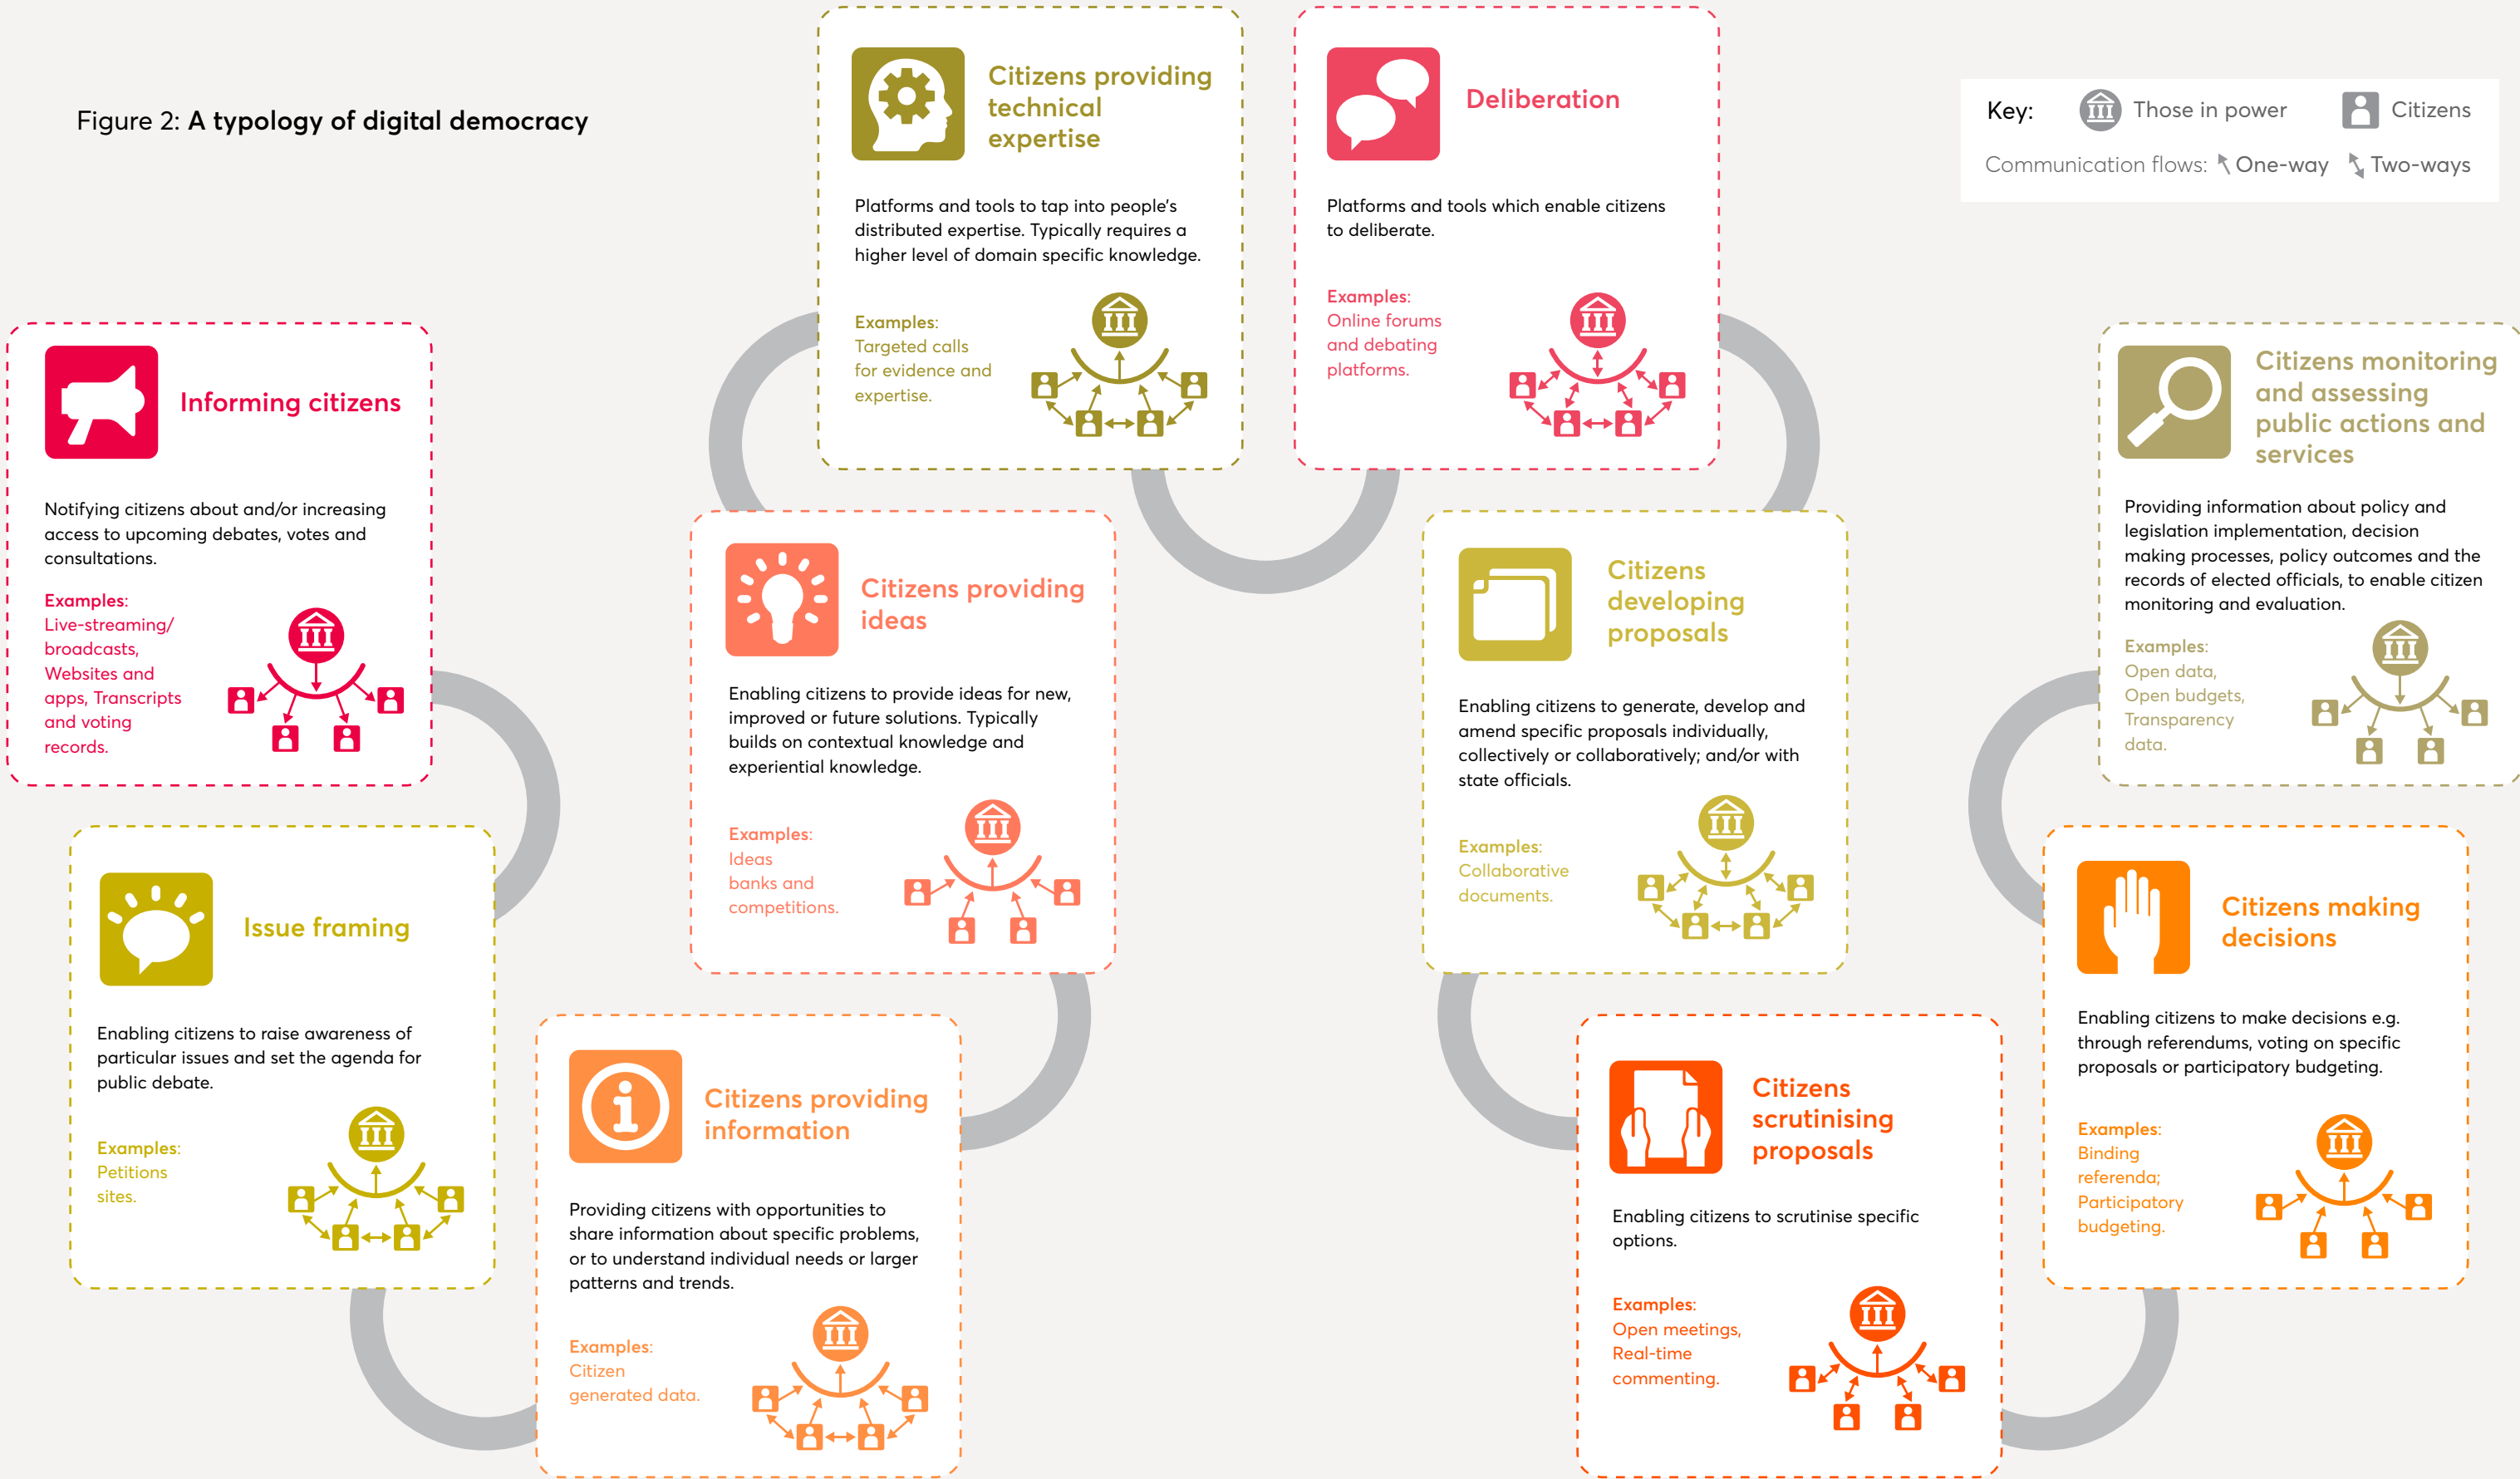 Figure 2: A typology of digital democracy
Key:
Those in power
Citizens
Communication flows:
One-way
Two-ways
Informing citizens
Notifying citizens about and/or increasing
access to upcoming debates, votes and
consultations.
Examples:
Live-streaming/
broadcasts,
Websites and
apps, Transcripts
and voting
records.
Issue framing
Enabling citizens to raise awareness of
particular issues and set the agenda for
public debate.
Examples:
Petitions
sites.
Citizens providing
information
Providing citizens with opportunities to
share information about specific problems,
or to understand individual needs or larger
patterns and trends.
Examples:
Citizen
generated data.
Citizens providing
ideas
Enabling citizens to provide ideas for new,
improved or future solutions. Typically
builds on contextual knowledge and
experiential knowledge.
Examples:
Ideas
banks and
competitions.
Citizens providing
technical
expertise
Platforms and tools to tap into people's
distributed expertise. Typically requires a
higher level of domain specific knowledge.
Examples:
Targeted calls
for evidence and
expertise.
Deliberation
Platforms and tools which enable citizens
to deliberate.
Examples:
Online forums
and debating
platforms.
Citizens
developing
proposals
Enabling citizens to generate, develop and
amend specific proposals individually,
collectively or collaboratively; and/or with
state officials.
Examples:
Collaborative
documents.
Citizens
scrutinising
proposals
Enabling citizens to scrutinise specific
options.
Examples:
Open meetings,
Real-time
commenting.
Citizens making
decisions
Enabling citizens to make decisions e.g.
through referendums, voting on specific
proposals or participatory budgeting.
Examples:
Binding
referenda;
Participatory
budgeting.
Citizens monitoring
and assessing
public actions and
services
Providing information about policy and
legislation implementation, decision
making processes, policy outcomes and the
records of elected officials, to enable citizen
monitoring and evaluation.
Examples:
Open data,
Open budgets,
Transparency
data.